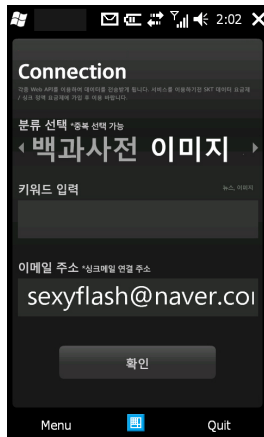 2:02
Connection
각종 Web API를 이용하여 데이터를 전송받게 됩니다. 서비스를 이용하기전 SKT 데이터 요금제
/ 싱크 정액 요금제에 가입 후 이용 바랍니다.
분류 선택 *중복 선택 가능
백과사전 이미지
키워드 입력 뉴스, 이미지
이메일 주소 *싱크메일 연결 주소
sexyflash@naver.co
확인
Menu Quit